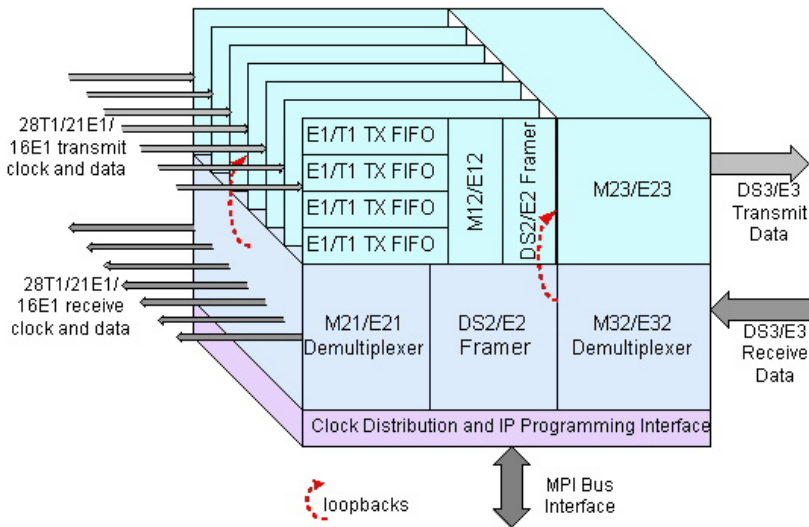 28T1/21E1/
16E1 transmit
clock and data
E1/T1 TX FIFO
E1/T1 TX FIFO
E1/T1 TX FIFO
E1/T1 TX FIFO
M12/E12
DS2/E2 Framer
M23/E23
DS3/E3
Transmit
Data
28T1/21E1/
16E1 receive
clock and data
M21/E21
Demultiplexer
DS2/E2
Framer
M32/E32
Demultiplexer
DS3/E3
Receive
Data
Clock Distribution and IP Programming Interface
loopbacks
MPI Bus
Interface